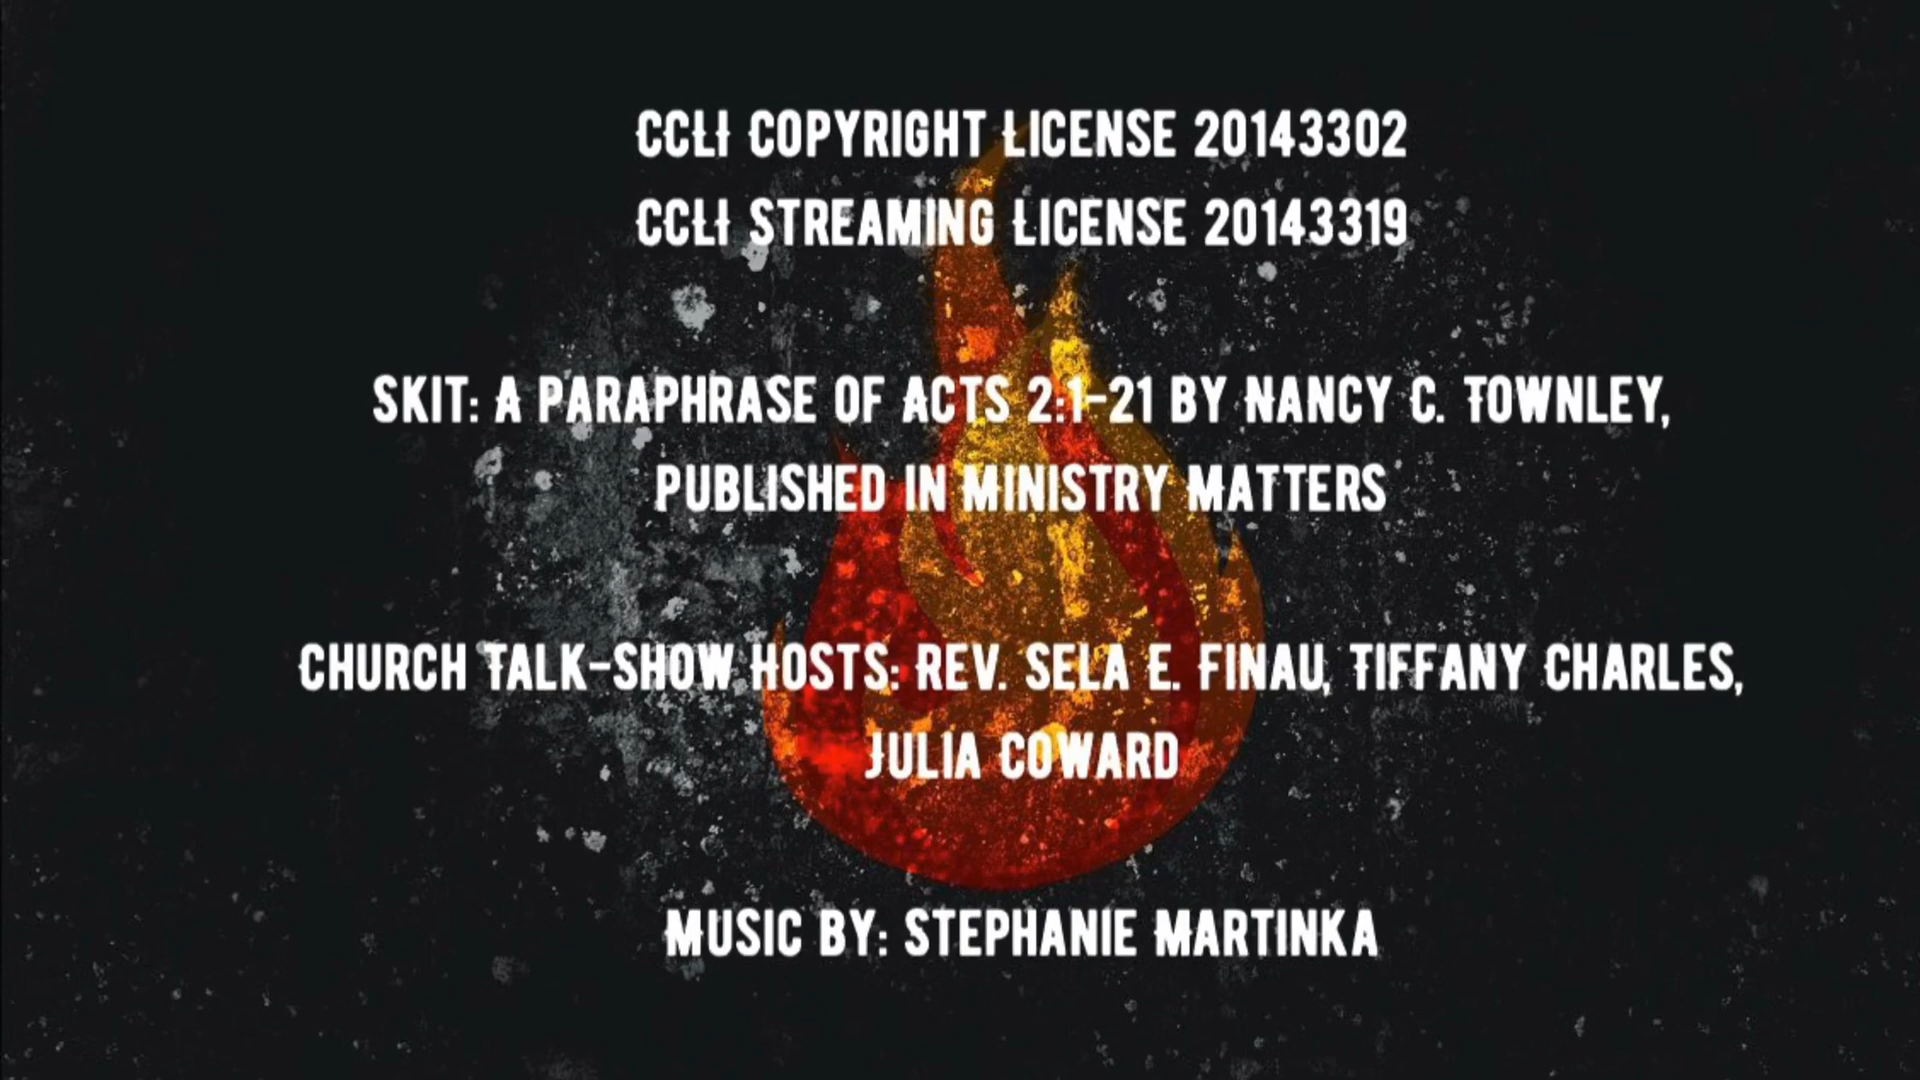 CCLI COPYRIGHT LICENSE 20143302
CCLI STREAMING LICENSE 20143319
SKIT: A PARAPHRASE OF ACTS 2:1-21 BY NANCY C. TOWNLEY,
PUBLISHED IN MINISTRY MATTERS
CHURCH TALK-SHOW HOSTS: REV. SELA E. FINAU, TIFFANY CHARLES,
JULIA COWARD
MUSIC BY: STEPHANIE MARTINKA